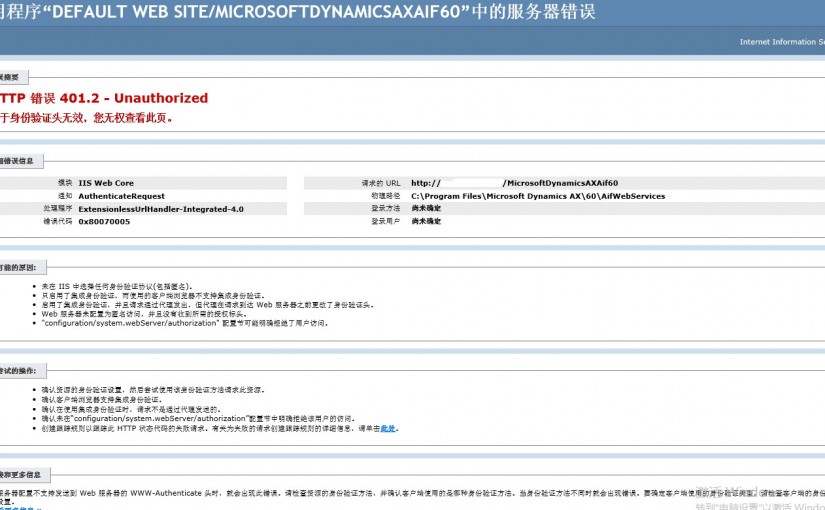 用程序“DEFAULT WEB SITE/MICROSOFTDYNAMICSAXAIF60”中的服务器错误
Internet Information Se
误摘要
TTP 错误 401.2 - Unauthorized
于身份验证头无效，您无权查看此页。
细错误信息
模块 IIS Web Core
通知 AuthenticateRequest
处理程序 ExtensionlessUrlHandler-Integrated-4.0
错误代码 0x80070005
请求的 URL http:// /MicrosoftDynamicsAXAif60
物理路径 C:\Program Files\Microsoft Dynamics AX\60\AifWebServices
登录方法 尚未确定
登录用户 尚未确定
可能的原因:
未在 IIS 中选择任何身份验证协议(包括匿名)。
只启用了集成身份验证，而使用的客户端浏览器不支持集成身份验证。
启用了集成身份验证，并且请求通过代理发出，但代理在请求到达 Web 服务器之前更改了身份验证头。
Web 服务器未配置为匿名访问，并且没有收到所需的授权标头。
"configuration/system.webServer/authorization" 配置节可能明确拒绝了用户访问。
尝试的操作:
确认资源的身份验证设置，然后尝试使用该身份验证方法请求此资源。
确认客户端浏览器支持集成身份验证。
确认在使用集成身份验证时，请求不是通过代理发送的。
确认未在"configuration/system.webServer/authorization"配置节中明确拒绝该用户的访问。
创建跟踪规则以跟踪此 HTTP 状态代码的失败请求。有关为失败的请求创建跟踪规则的详细信息，请单击此处。
接和更多信息
服务器配置不支持发送到 Web 服务器的 WWW-Authenticate 头时，就会出现此错误。请检查资源的身份验证方法，并确认客户端使用的是哪种身份验证方法。当身份验证方法不同时就会出现错误。要确定客户端使用的身份验证类型，请检查客户端的身份
设置。
激活 Windo
转到"电脑设置"以激活 Windo